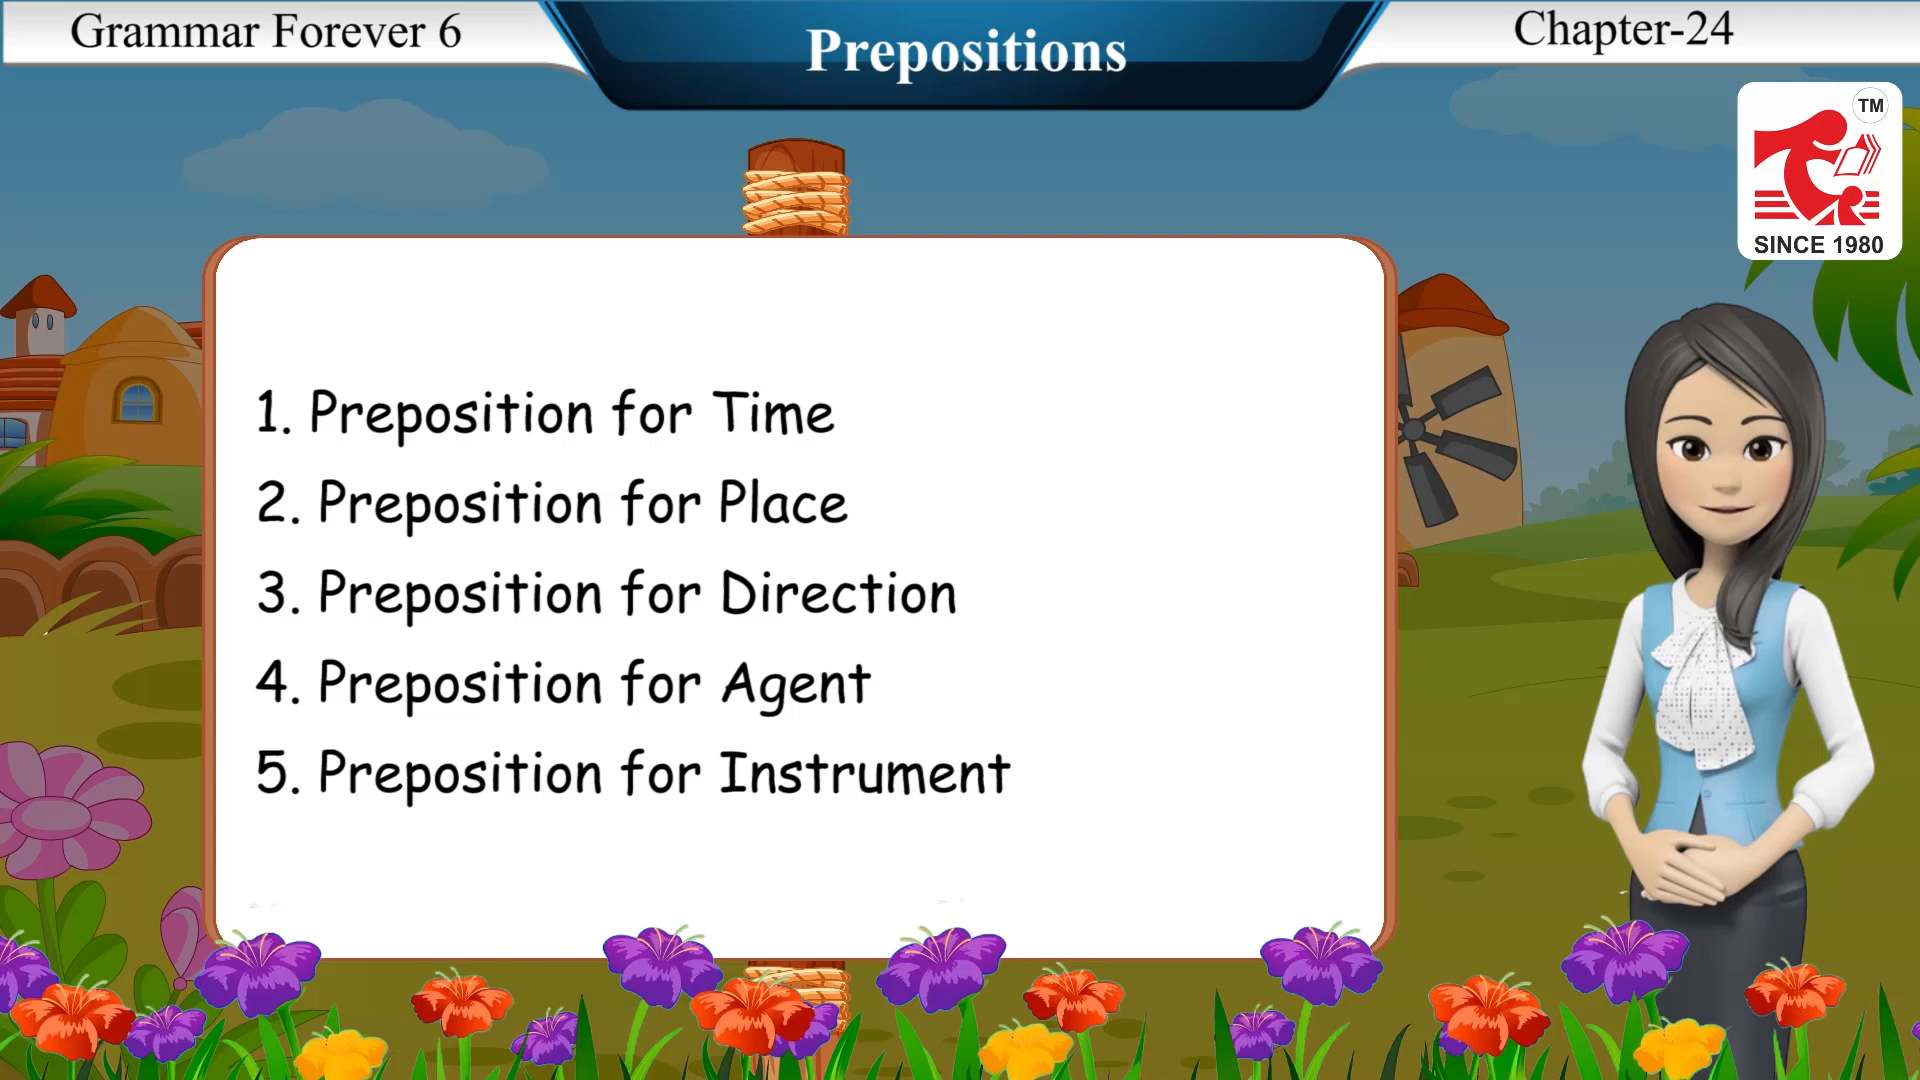 Grammar Forever 6
Prepositions
Chapter-24
TM
SINCE 1980
1. Preposition for Time
2. Preposition for Place
3. Preposition for Direction
4. Preposition for Agent
5. Preposition for Instrument